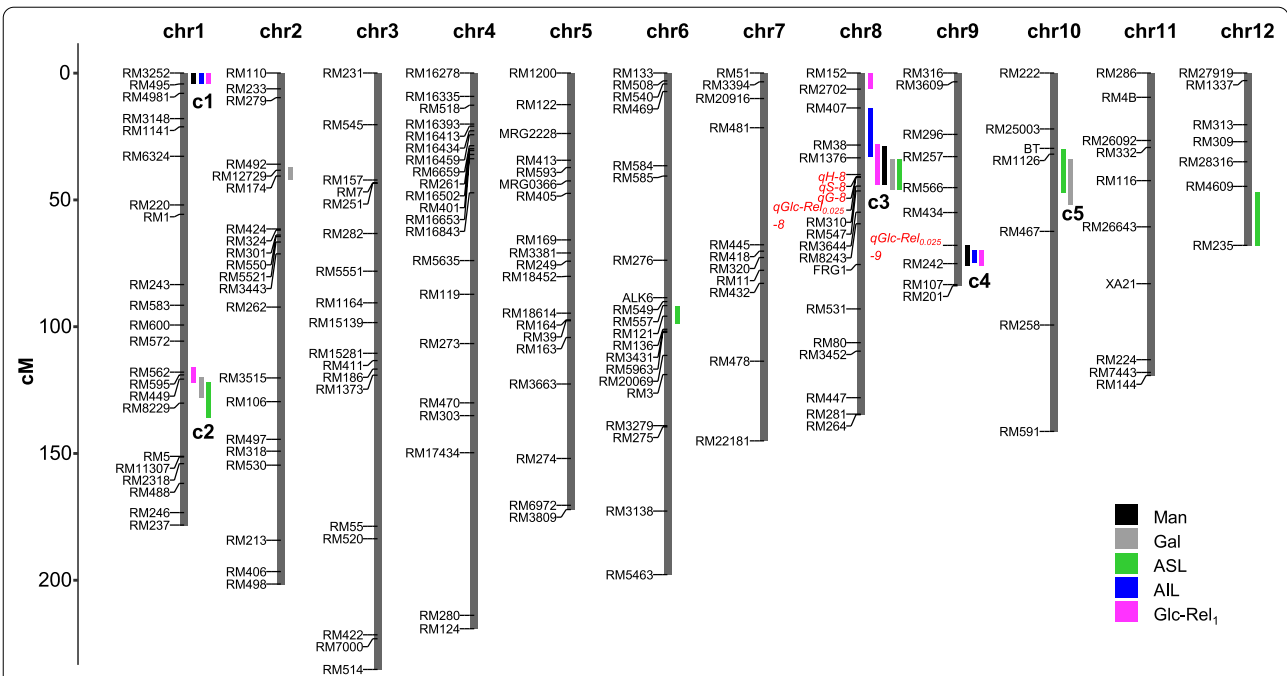 chr1
chr2
chr3
chr4
chr5
chr6
chr7
chr8
chr9
chr10
chr11
chr12
0
50
100
150
200
cM
RM3252
RM495
RM4981
RM3148
RM1141
RM6324
RM220
RM1
RM243
RM583
RM600
RM572
RM562
RM595
RM449
RM8229
RM5
RM11307
RM2318
RM488
RM246
RM237
c1
c2
RM110
RM233
RM279
RM492
RM12729
RM174
RM424
RM324
RM301
RM550
RM5521
RM3443
RM262
RM3515
RM106
RM497
RM318
RM530
RM213
RM406
RM498
RM231
RM545
RM157
RM7
RM251
RM282
RM5551
RM1164
RM15139
RM15281
RM411
RM186
RM1373
RM55
RM520
RM422
RM7000
RM514
RM16278
RM16335
RM518
RM16393
RM16413
RM16434
RM16459
RM6659
RM261
RM16502
RM401
RM16653
RM16843
RM5635
RM119
RM273
RM470
RM303
RM17434
RM280
RM124
RM1200
RM122
MRG2228
RM413
RM593
MRG0366
RM405
RM169
RM3381
RM249
RM18452
RM18614
RM164
RM39
RM163
RM3663
RM274
RM6972
RM3809
RM133
RM508
RM540
RM469
RM584
RM585
RM276
ALK6
RM549
RM557
RM121
RM136
RM3431
RM5963
RM20069
RM3
RM3279
RM275
RM3138
RM5463
RM51
RM3394
RM20916
RM481
RM445
RM418
RM320
RM11
RM432
RM478
RM22181
RM152
RM2702
RM407
RM38
RM1376
qH-8
qS-8
qG-8
qGlc-Rel0.025
-8
RM310
RM547
RM3644
RM8243
FRG1
RM531
RM80
RM3452
RM447
RM281
RM264
c3
RM316
RM3609
RM296
RM257
RM566
RM434
qGlc-Rel0.025
-9
RM242
RM107
RM201
c4
RM222
RM25003
BT
RM1126
RM467
RM258
RM591
c5
RM286
RM4B
RM26092
RM332
RM116
RM26643
XA21
RM224
RM7443
RM144
RM27919
RM1337
RM313
RM309
RM28316
RM4609
RM235
Man
Gal
ASL
AIL
Glc-Rel1